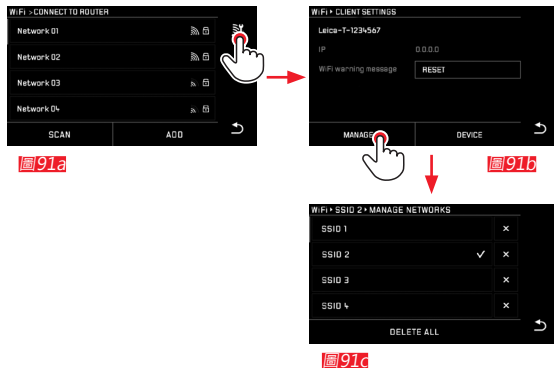 WiFi > CONNECT TO ROUTER
Network 01
Network 02
Network 03
Network 04
SCAN
ADD
圖91a
WiFi ▸ CLIENT SETTINGS
Leica-T-1234567
IP
0.0.0.0
WiFi warning message
RESET
MANAGE
DEVICE
圖91b
WiFi ▸ SSID 2 ▸ MANAGE NETWORKS
SSID 1
SSID 2
SSID 3
SSID 4
DELETE ALL
圖91c